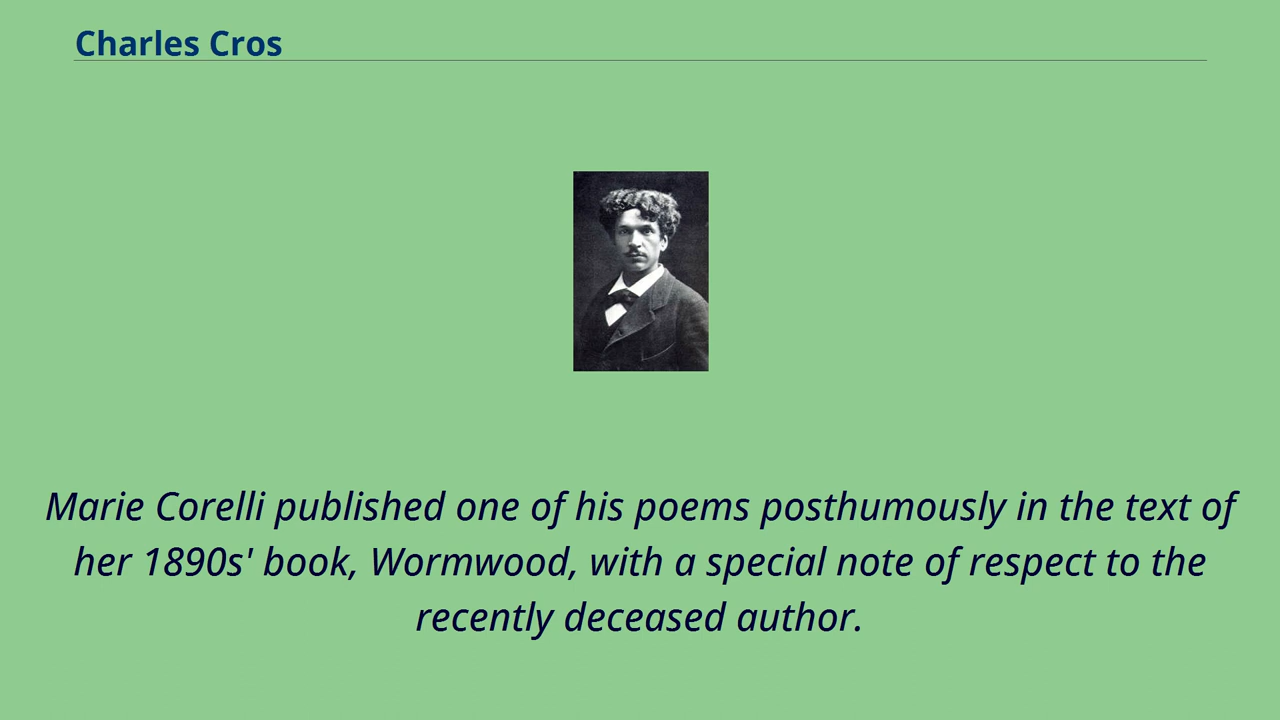 Charles Cros
Marie Corelli published one of his poems posthumously in the text of
her 1890s' book, Wormwood, with a special note of respect to the
recently deceased author.